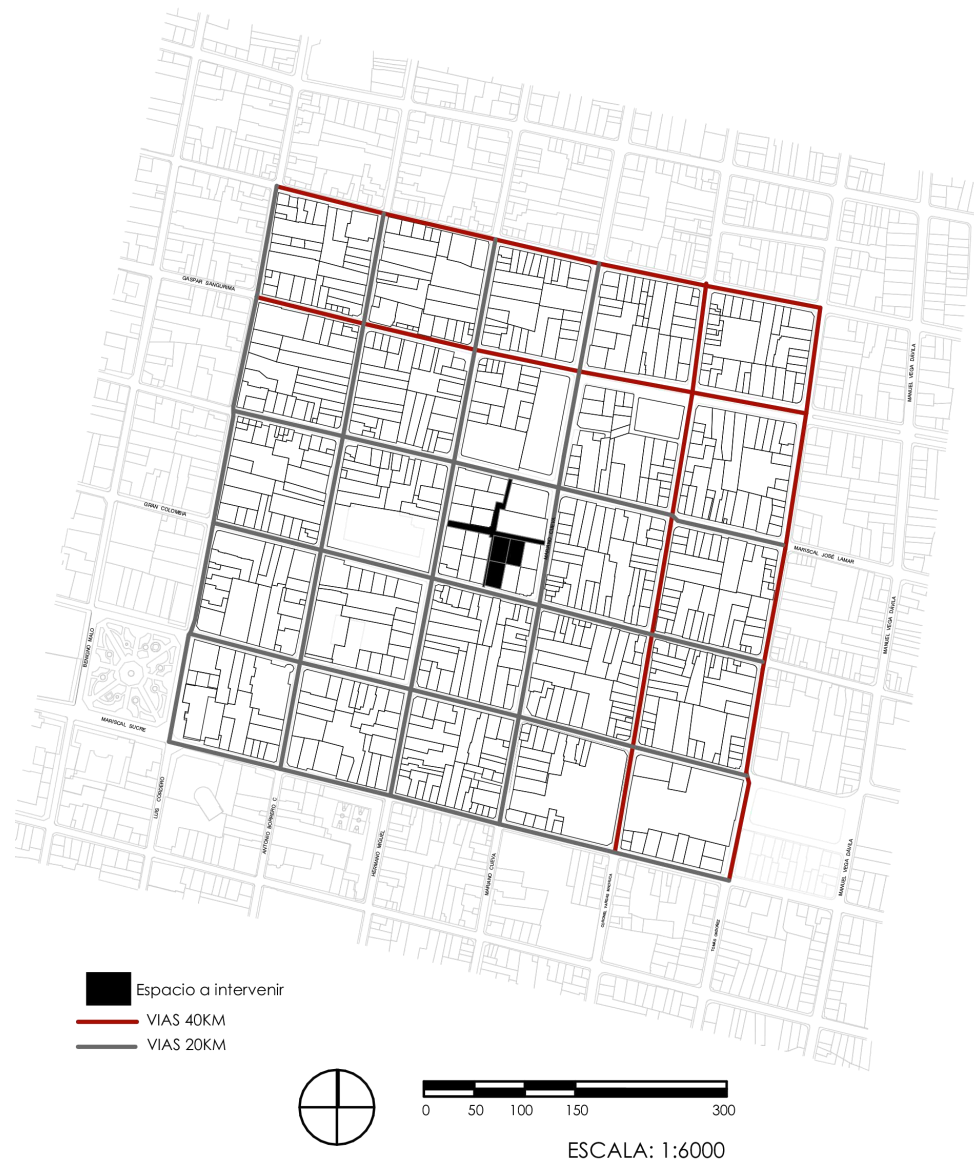 GASPAR SANGURIMA
MANUEL VEGA DÁVILA
GRAN COLOMBIA
MARISCAL JOSÉ LAMAR
MANUEL VEGA DÁVILA
BENIGNO MALO
MARISCAL SUCRE
LUIS CORDERO
ANTONIO BORRERO C
HERMANO MIGUEL
MARIANO CUEVA
MANUEL VEGA DÁVILA
Espacio a intervenir
VIAS 40KM
VIAS 20KM
0 50 100 150 300
ESCALA: 1:6000